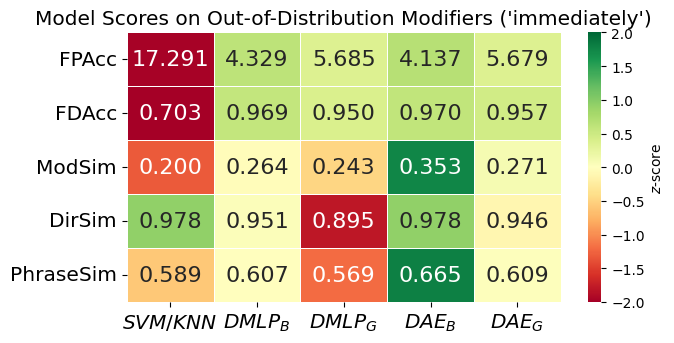 Model Scores on Out-of-Distribution Modifiers ('immediately')
FPAcc 17.291 4.329 5.685 4.137 5.679
FDAcc 0.703 0.969 0.950 0.970 0.957
ModSim 0.200 0.264 0.243 0.353 0.271
DirSim 0.978 0.951 0.895 0.978 0.946
PhraseSim 0.589 0.607 0.569 0.665 0.609
SVM/KNN DMLP_B DMLP_G DAE_B DAE_G
2.0
1.5
1.0
0.5
0.0
−0.5
−1.0
−1.5
−2.0
z-score